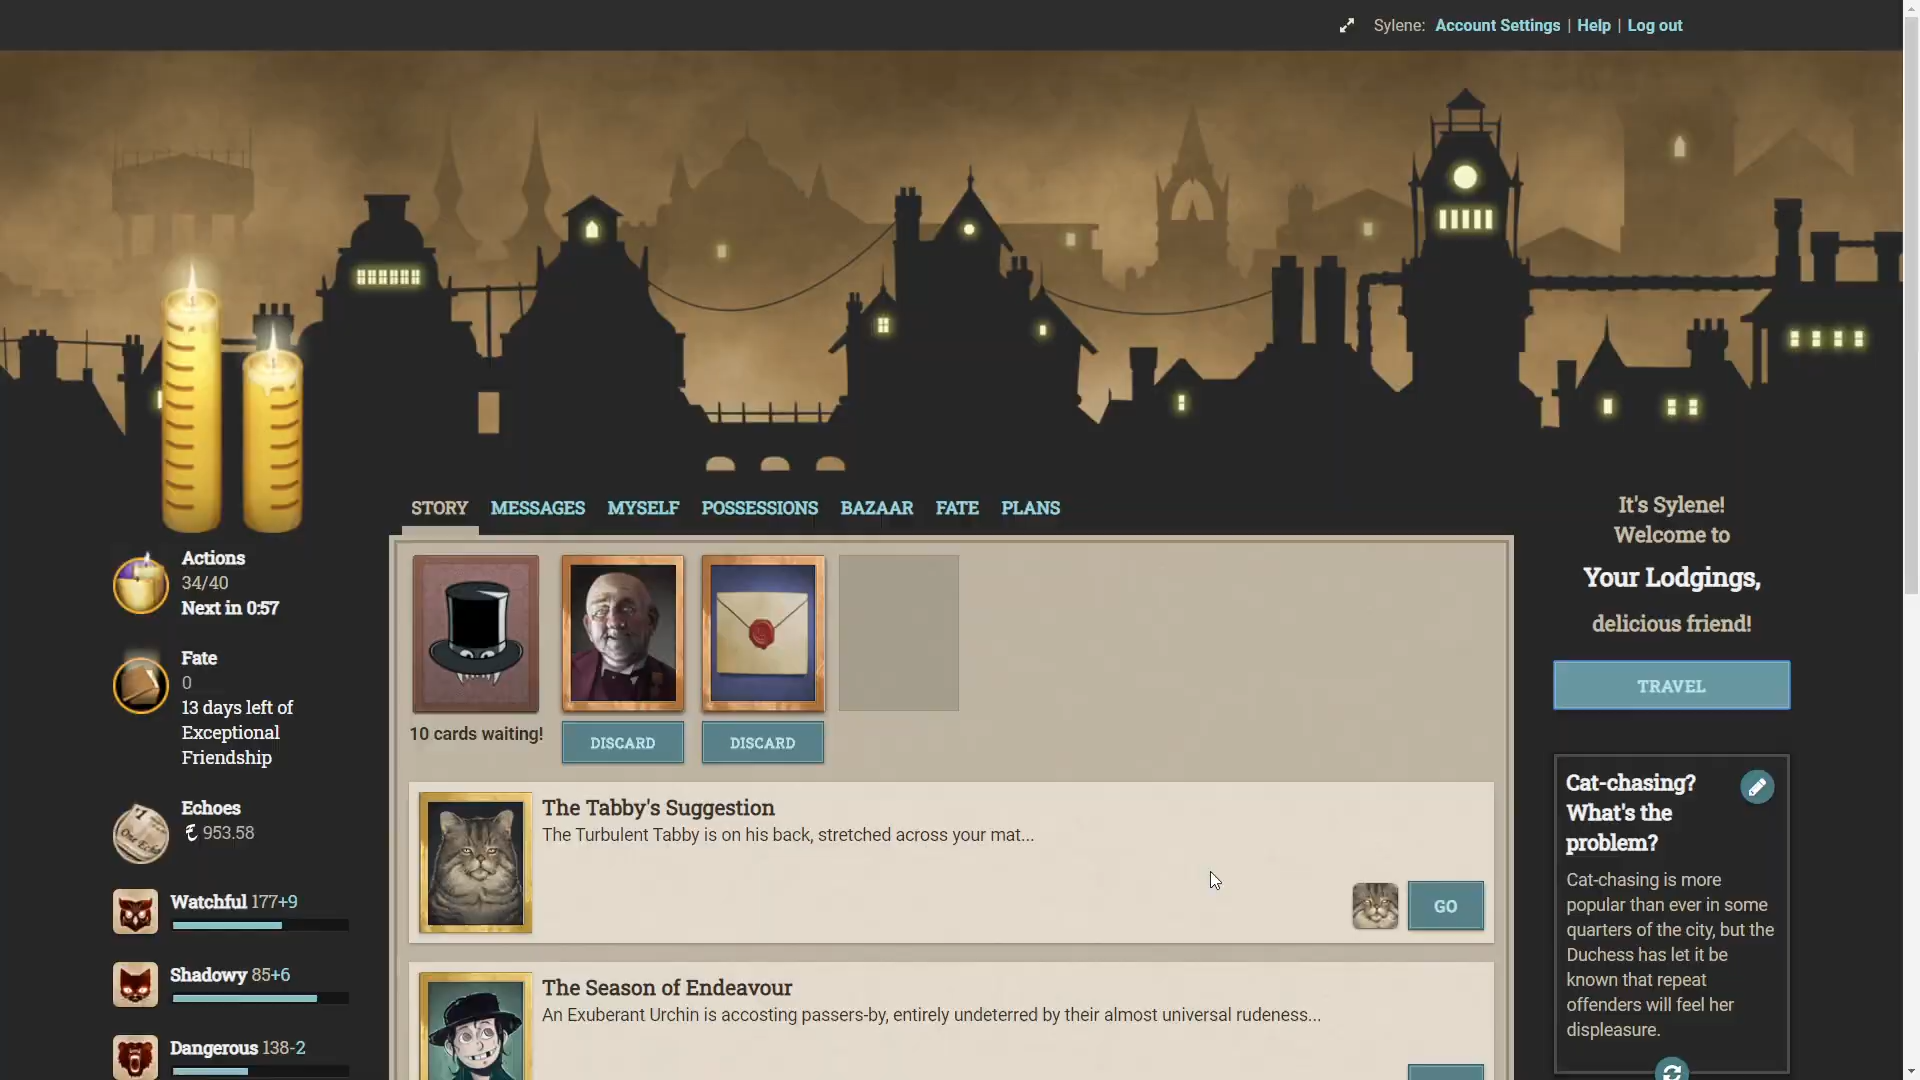 Sylene: Account Settings | Help | Log out
STORY MESSAGES MYSELF POSSESSIONS BAZAAR FATE PLANS
Actions
34/40
Next in 0:57
Fate
0
13 days left of
Exceptional
Friendship
Echoes
953.58
Watchful 177+9
Shadowy 85+6
Dangerous 138-2
10 cards waiting!
DISCARD
DISCARD
The Tabby's Suggestion
The Turbulent Tabby is on his back, stretched across your mat...
GO
The Season of Endeavour
An Exuberant Urchin is accosting passers-by, entirely undeterred by their almost universal rudeness...
It's Sylene!
Welcome to
Your Lodgings,
delicious friend!
TRAVEL
Cat-chasing?
What's the
problem?
Cat-chasing is more
popular than ever in some
quarters of the city, but the
Duchess has let it be
known that repeat
offenders will feel her
displeasure.